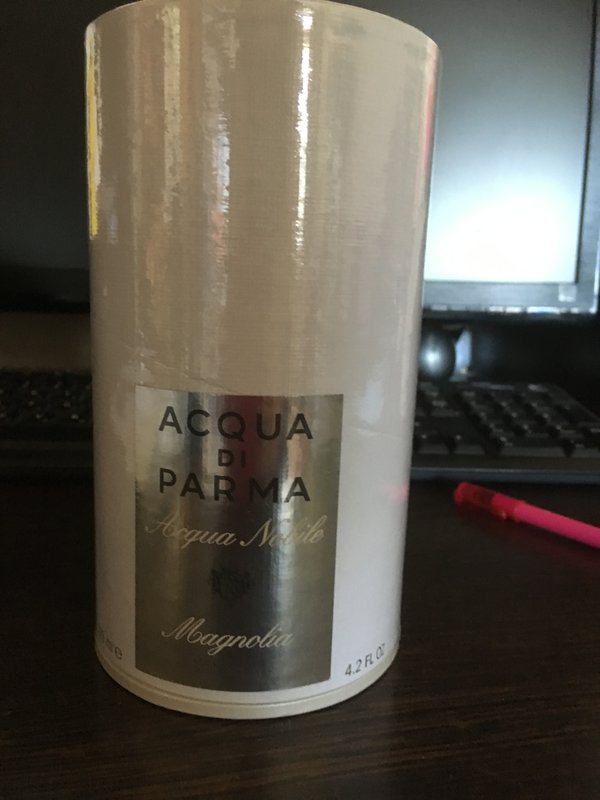 ACQUA
DI
PARMA
Acqua Nobile
Magnolia
4.2 FL OZ